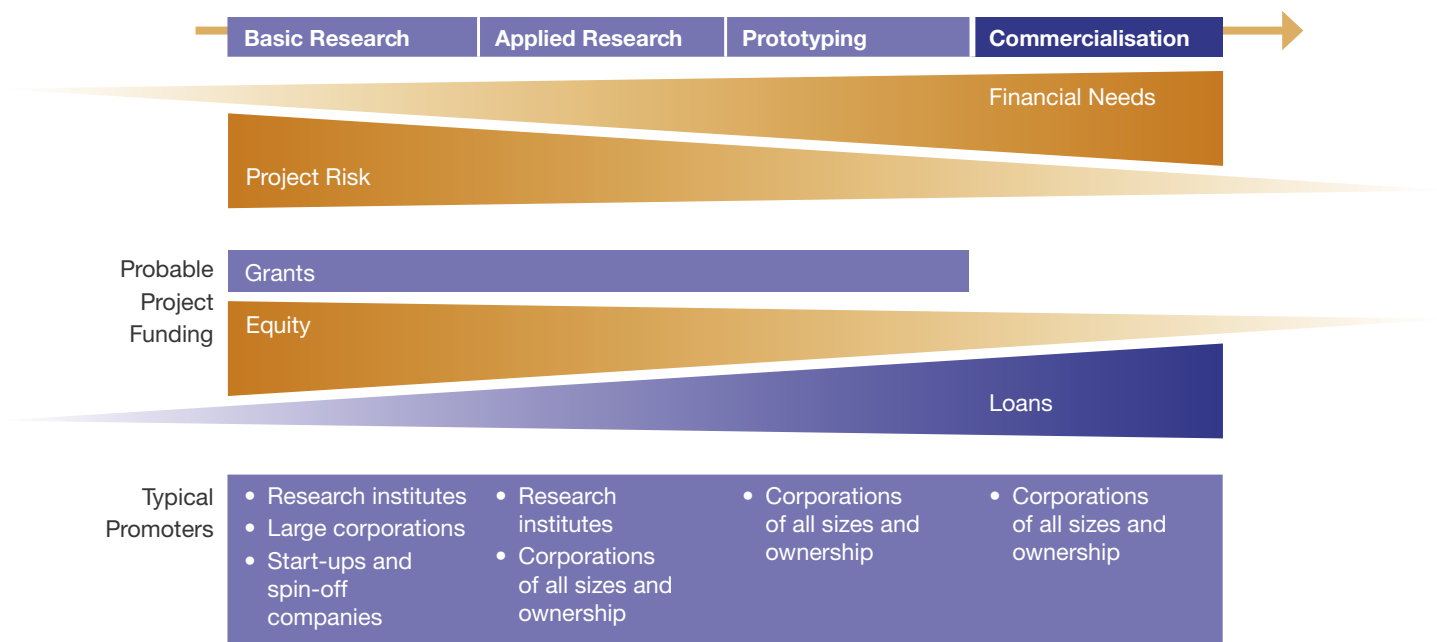 Basic Research
Applied Research
Prototyping
Commercialisation
Financial Needs
Project Risk
Probable
Project
Funding
Grants
Equity
Loans
Typical
Promoters
• Research institutes
• Large corporations
• Start-ups and
spin-off
companies
• Research
institutes
• Corporations
of all sizes and
ownership
• Corporations
of all sizes and
ownership
• Corporations
of all sizes and
ownership